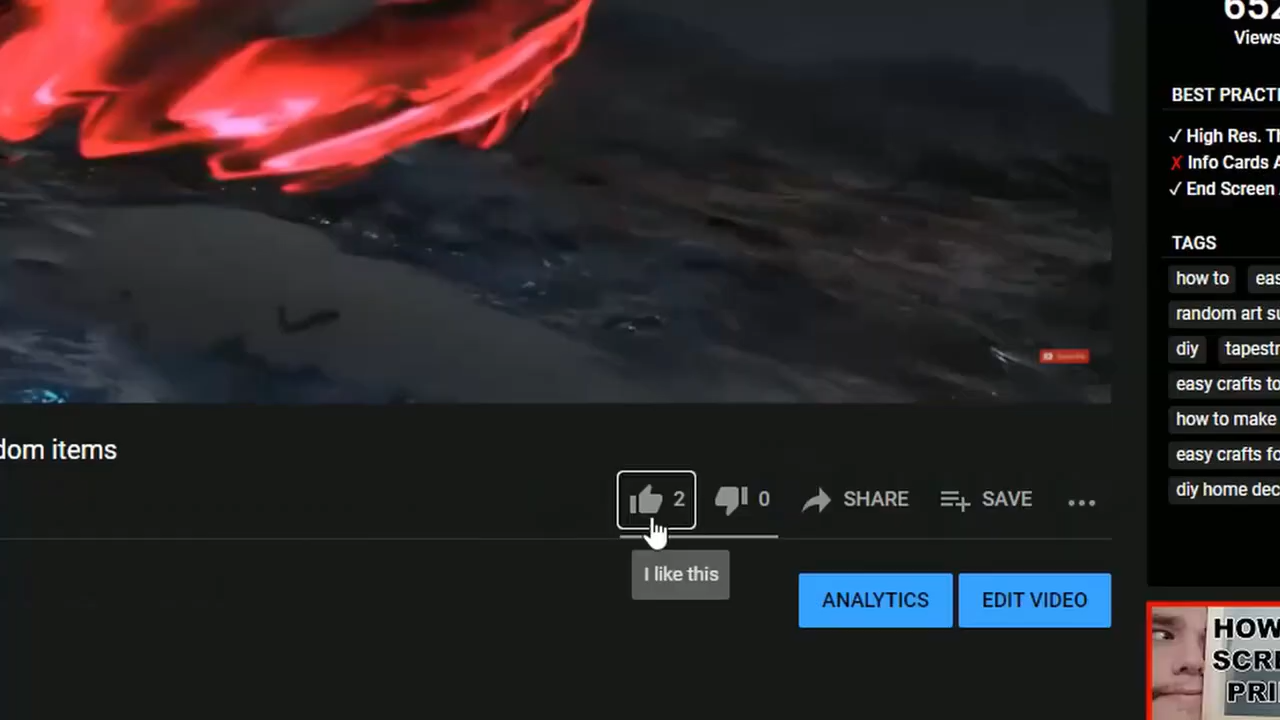 652
Views
BEST PRACTI
✓ High Res. Th
X Info Cards A
✓ End Screen
TAGS
how to eas
random art su
diy tapestr
easy crafts to
how to make
easy crafts fo
diy home dec
dom items
2 0 SHARE SAVE
I like this
ANALYTICS EDIT VIDEO
HOW
SCRE
PRI